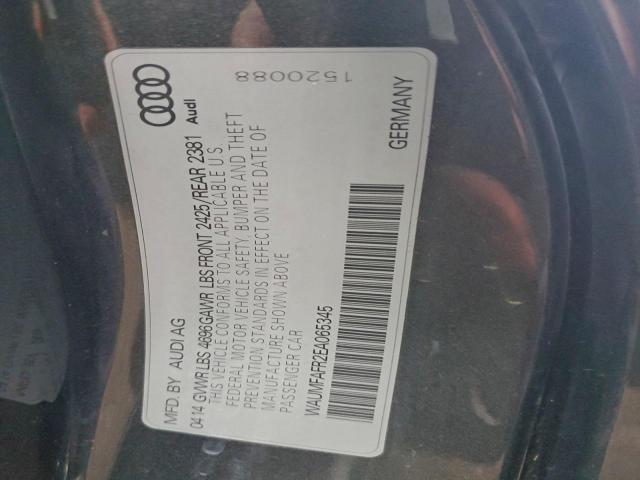 MFD. BY AUDI AG
Audi
0414 GVWR LBS 4696 GAWR LBS FRONT 2425/REAR 2381
THIS VEHICLE CONFORMS TO ALL APPLICABLE U.S.
FEDERAL MOTOR VEHICLE SAFETY, BUMPER AND THEFT
PREVENTION STANDARDS IN EFFECT ON THE DATE OF
MANUFACTURE SHOWN ABOVE
PASSENGER CAR
WAUMFAFR2EA065345
GERMANY
1520088